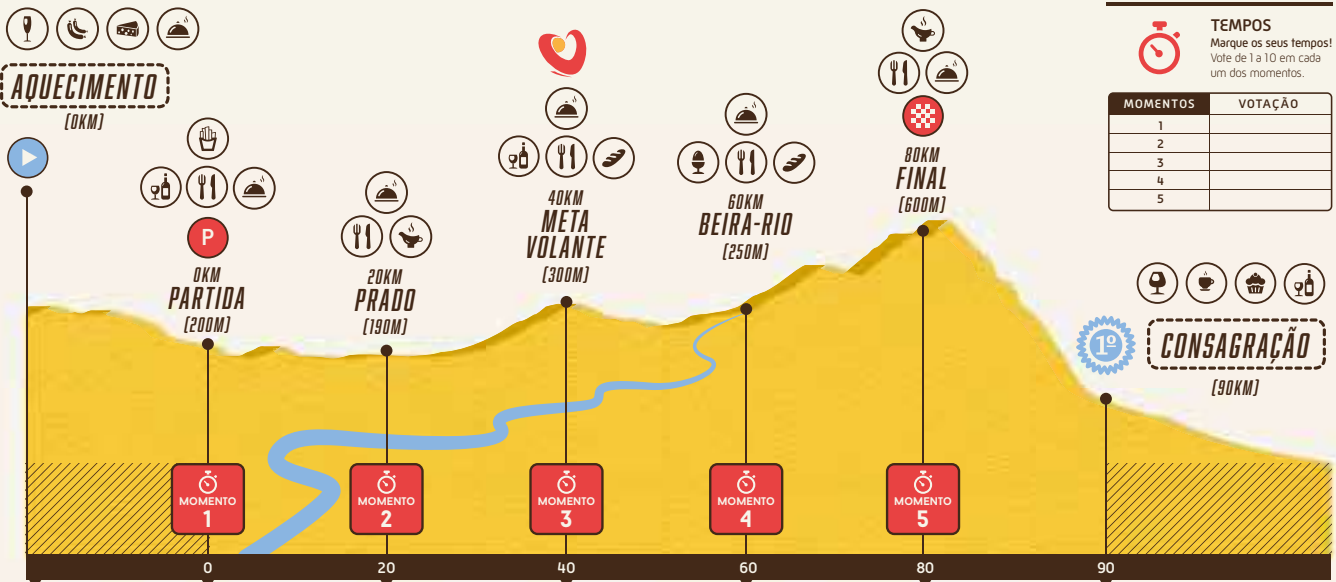 AQUECIMENTO
(0KM)
P
0KM
PARTIDA
(200M)
20KM
PRADO
(190M)
40KM
META
VOLANTE
(300M)
60KM
BEIRA-RIO
(250M)
80KM
FINAL
(600M)
TEMPOS
Marque os seus tempos!
Vote de 1 a 10 em cada
um dos momentos.
MOMENTOS VOTAÇÃO
1
2
3
4
5
1º
CONSAGRAÇÃO
(90KM)
MOMENTO
1
MOMENTO
2
MOMENTO
3
MOMENTO
4
MOMENTO
5
0 20 40 60 80 90